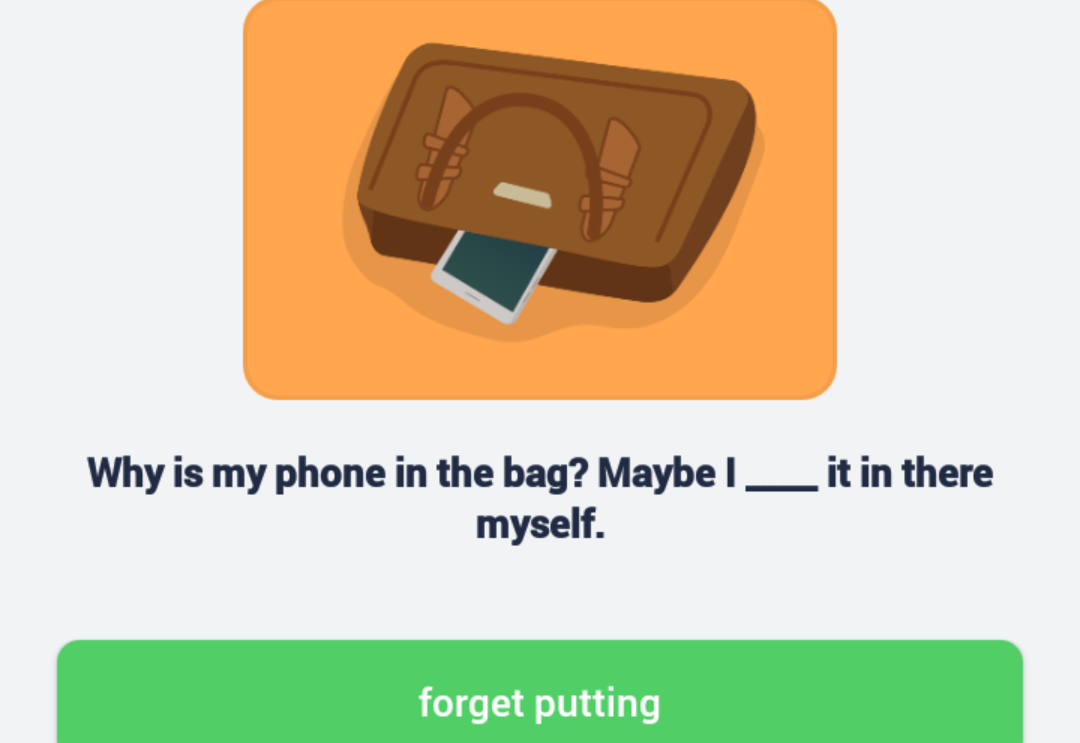 Why is my phone in the bag? Maybe I ____ it in there
myself.
forget putting